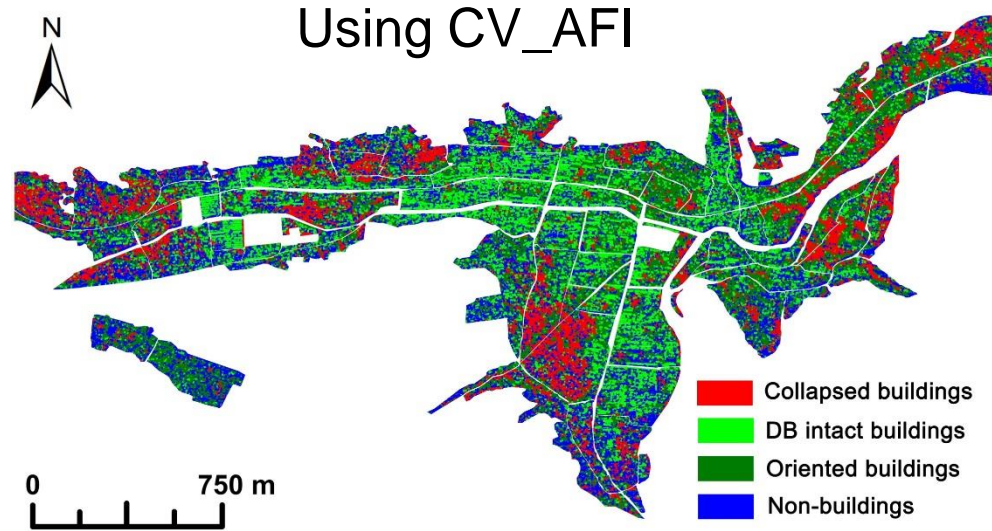 Using CV_AFI
N
Collapsed buildings
DB intact buildings
Oriented buildings
Non-buildings
0 750 m